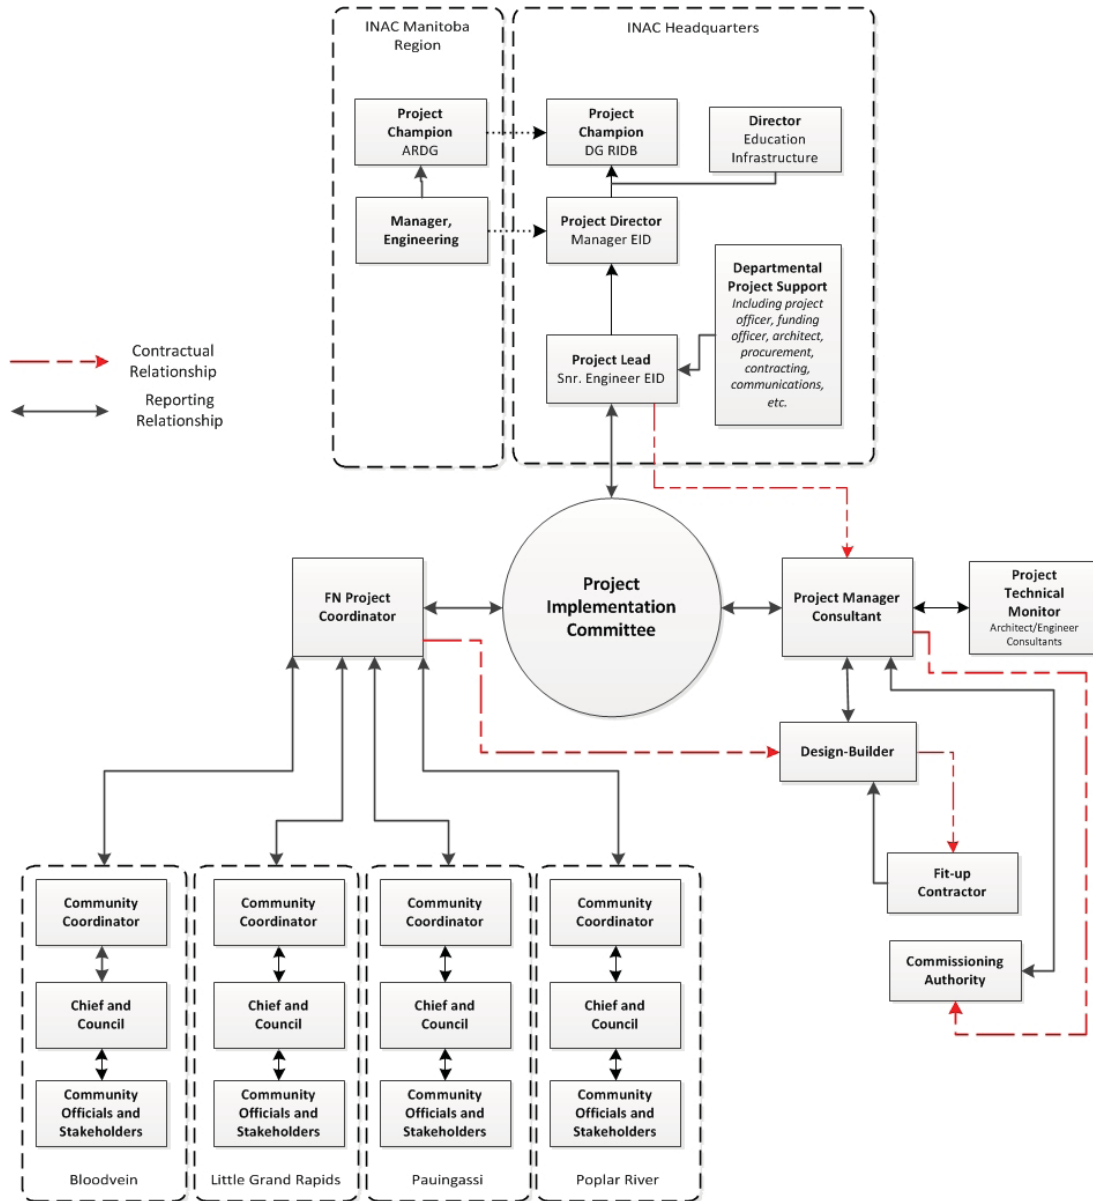 INAC Manitoba
Region
INAC Headquarters
Project
Champion
ARDG
Project
Champion
DG RIDB
Director
Education
Infrastructure
Manager,
Engineering
Project Director
Manager EID
Departmental
Project Support
Including project
officer, funding
officer, architect,
procurement,
contracting,
communications,
etc.
Project Lead
Snr. Engineer EID
Contractual
Relationship
Reporting
Relationship
FN Project
Coordinator
Project
Implementation
Committee
Project Manager
Consultant
Project
Technical
Monitor
Architect/Engineer
Consultants
Design-Builder
Fit-up
Contractor
Commissioning
Authority
Community
Coordinator
Chief and
Council
Community
Officials and
Stakeholders
Bloodvein
Community
Coordinator
Chief and
Council
Community
Officials and
Stakeholders
Little Grand Rapids
Community
Coordinator
Chief and
Council
Community
Officials and
Stakeholders
Pauingassi
Community
Coordinator
Chief and
Council
Community
Officials and
Stakeholders
Poplar River